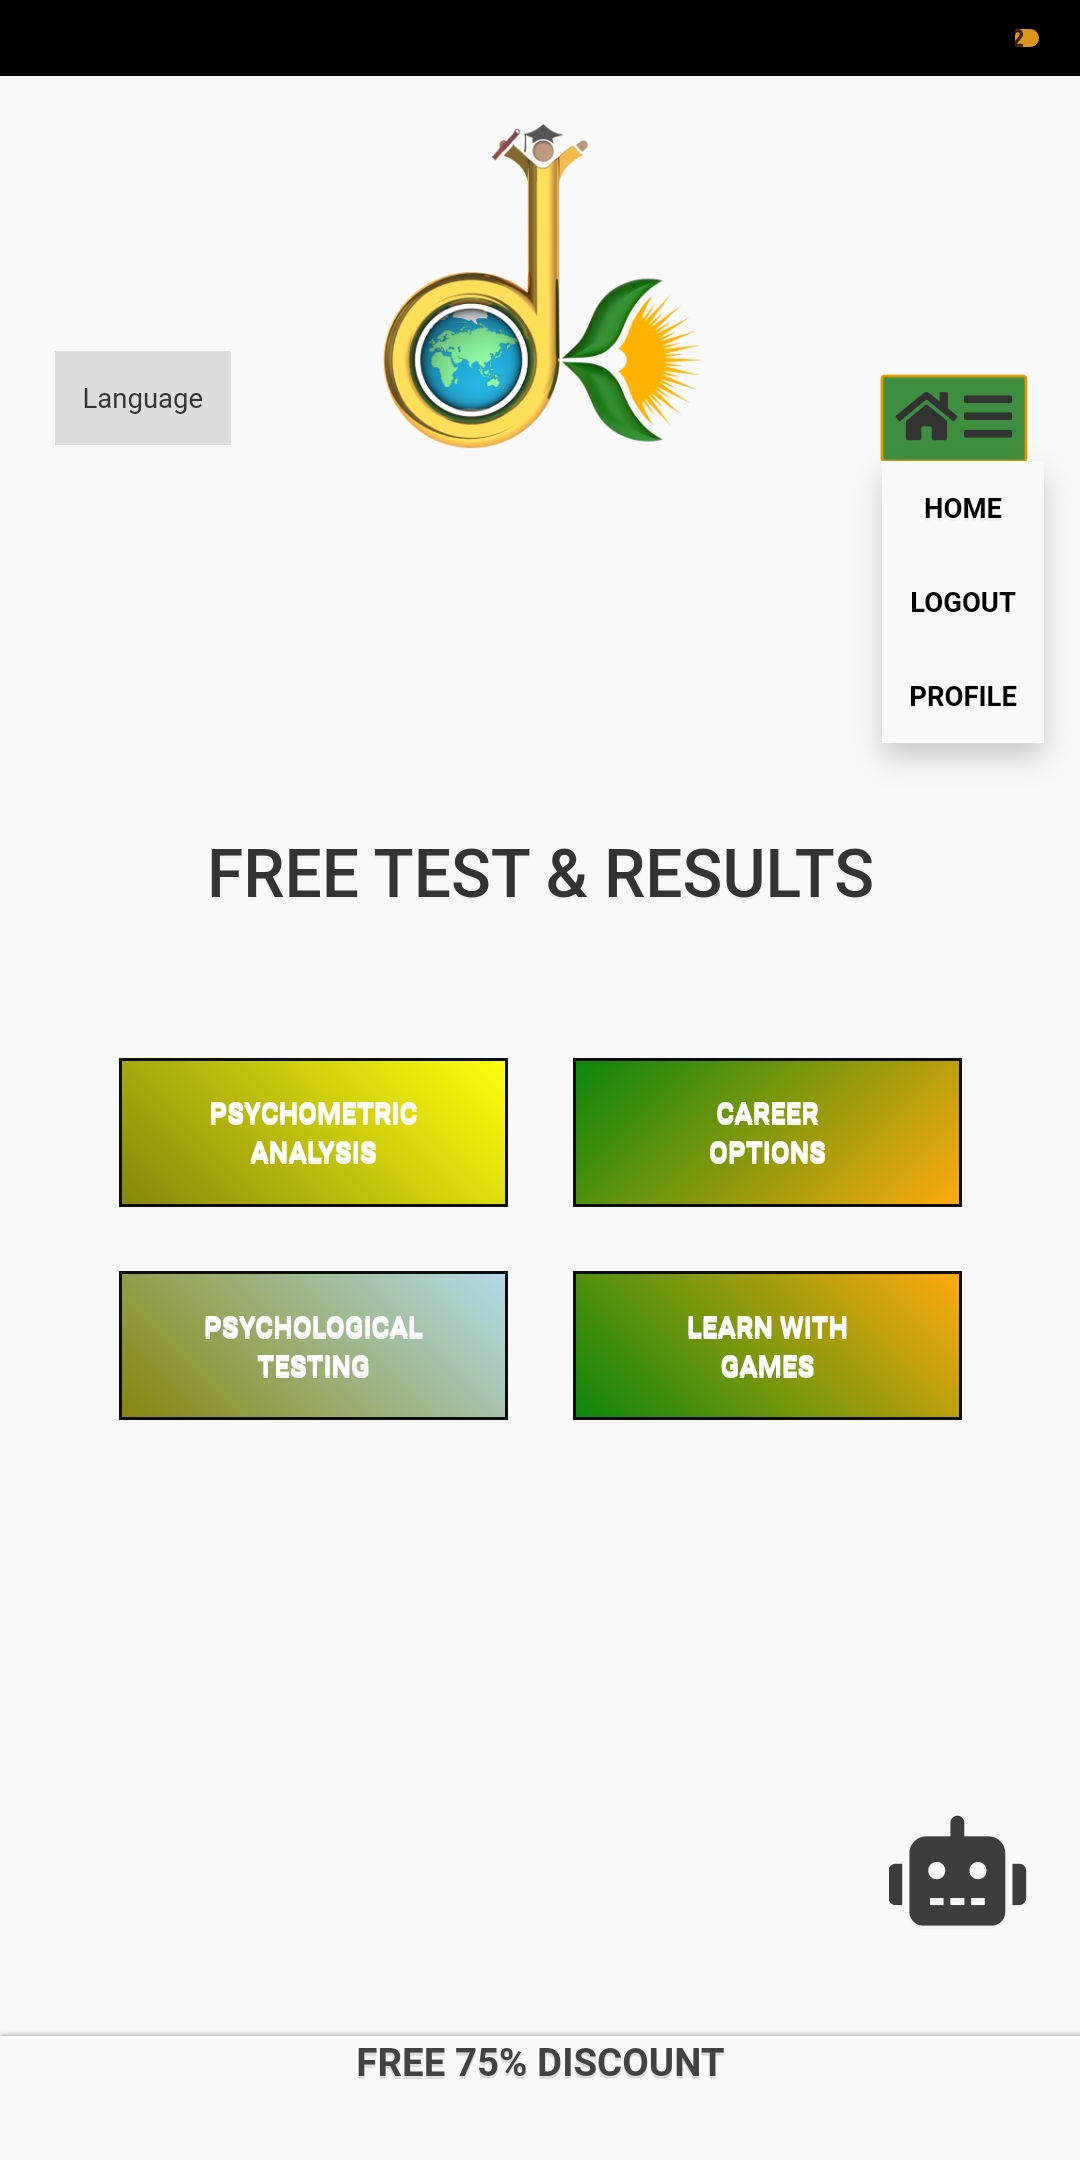 2
Language
HOME
LOGOUT
PROFILE
FREE TEST & RESULTS
PSYCHOMETRIC
ANALYSIS
CAREER
OPTIONS
PSYCHOLOGICAL
TESTING
LEARN WITH
GAMES
FREE 75% DISCOUNT